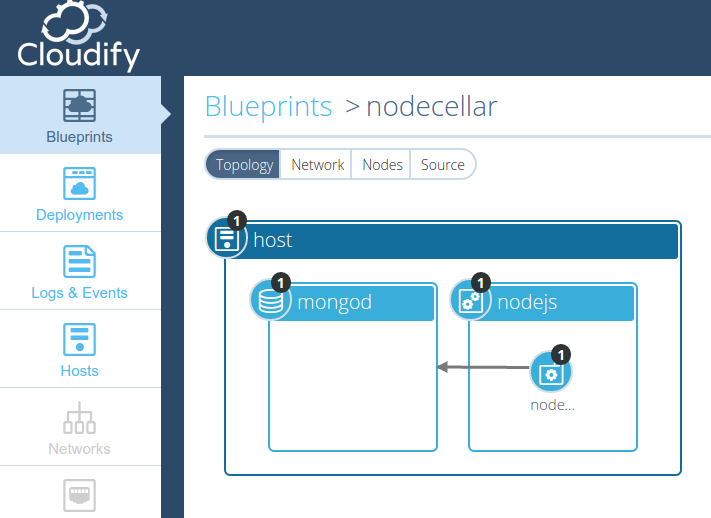 Cloudify
Blueprints
Deployments
Logs & Events
Hosts
Networks
Blueprints > nodecellar
Topology Network Nodes Source
1
host
1
mongod
1
nodejs
1
node...